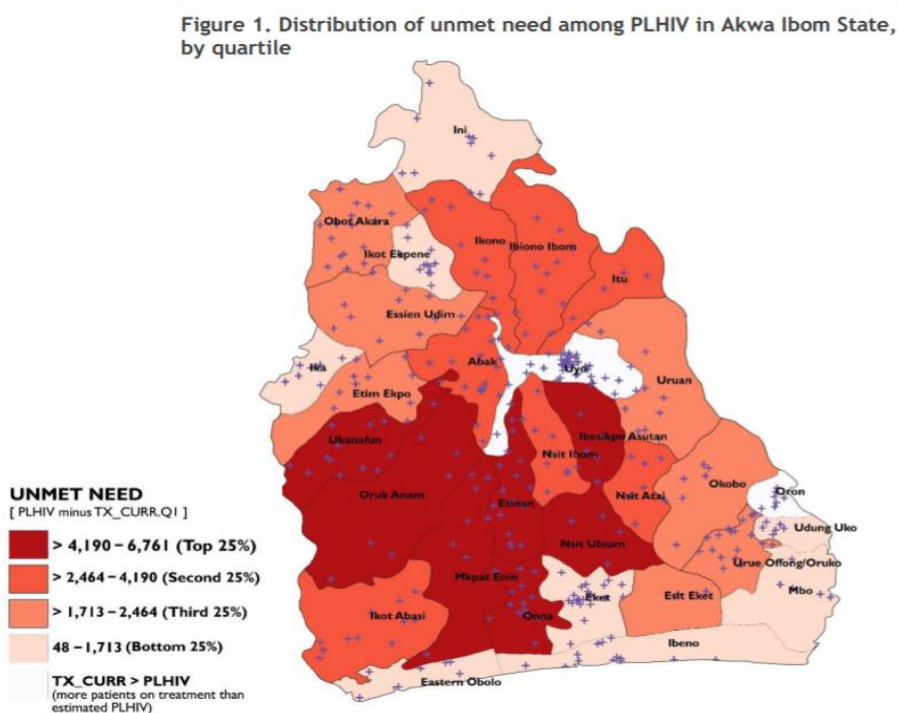 Figure 1. Distribution of unmet need among PLHIV in Akwa Ibom State,
by quartile
Ini
Obot Akara
Ikot Ekpene
Ikono
Ibiono Ibom
Itu
Essien Udim
Abak
Uyo
Ika
Etim Ekpo
Uruan
Ukanafun
Ibesikpo Asutan
Nsit Ibom
Oruk Anam
Etinan
Nsit Atai
Okobo
Oron
Udung Uko
Nsit Ubium
Urue Offong/Oruko
Mkpat Enin
Eket
Esit Eket
Mbo
Ikot Abasi
Onna
Ibeno
Eastern Obolo
UNMET NEED
[ PLHIV minus TX_CURR.Q1 ]
> 4,190 – 6,761 (Top 25%)
> 2,464 – 4,190 (Second 25%)
> 1,713 – 2,464 (Third 25%)
48 – 1,713 (Bottom 25%)
TX_CURR > PLHIV
(more patients on treatment than
estimated PLHIV)